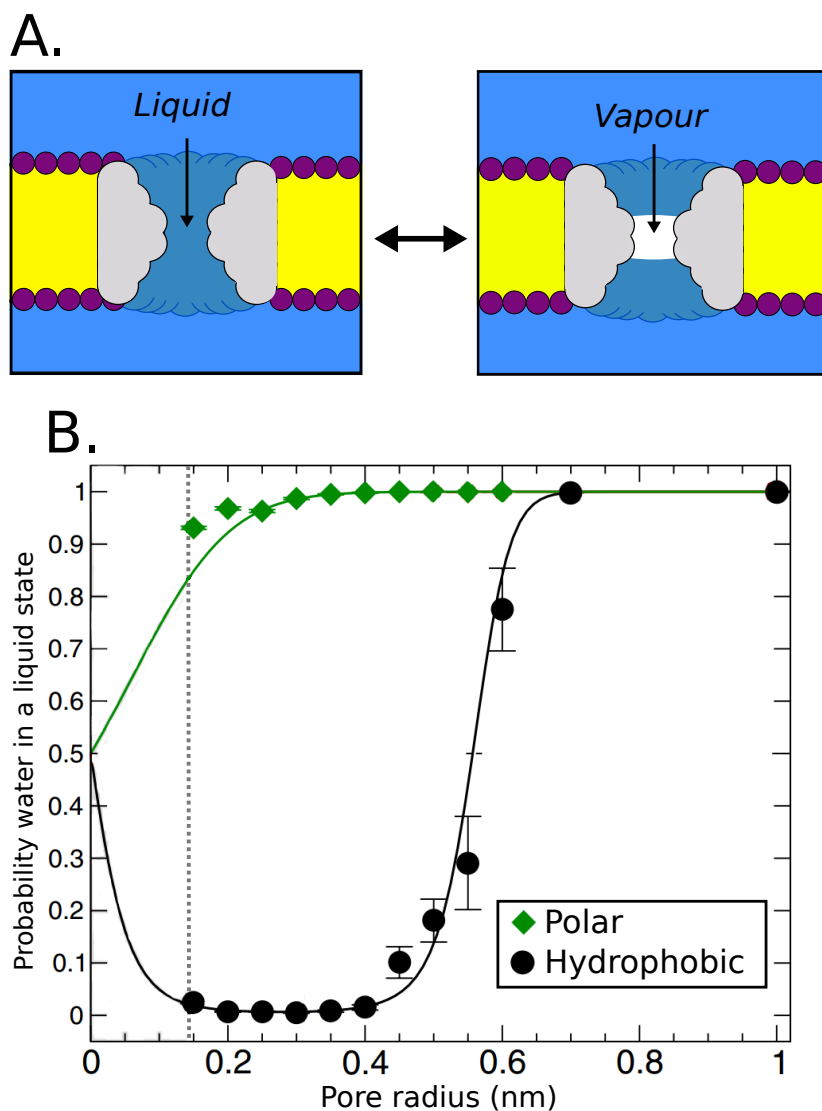 A.
Liquid
Vapour
B.
Probability water in a liquid state
1
0.9
0.8
0.7
0.6
0.5
0.4
0.3
0.2
0.1
0
Polar
Hydrophobic
0 0.2 0.4 0.6 0.8 1
Pore radius (nm)